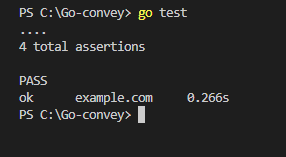 PS C:\Go-convey> go test
....
4 total assertions
PASS
ok      example.com     0.266s
PS C:\Go-convey>